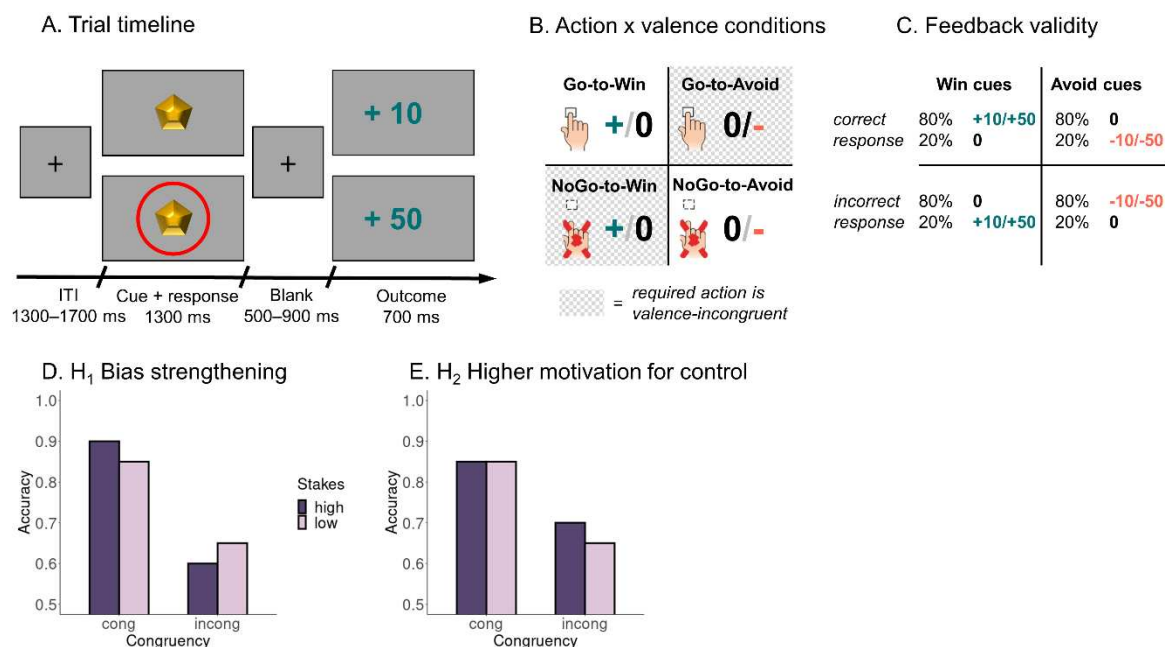 A. Trial timeline
+
+ 10
+
+ 50
ITI
1300–1700 ms
Cue + response
1300 ms
Blank
500–900 ms
Outcome
700 ms
B. Action x valence conditions
Go-to-Win
+/0
Go-to-Avoid
0/-
NoGo-to-Win
+/0
NoGo-to-Avoid
0/-
= required action is
valence-incongruent
C. Feedback validity
Win cues Avoid cues
correct 80% +10/+50 80% 0
response 20% 0 20% -10/-50
incorrect 80% 0 80% -10/-50
response 20% +10/+50 20% 0
D. H₁ Bias strengthening
Accuracy
1.0
0.9
0.8
0.7
0.6
0.5
cong incong
Congruency
Stakes
high
low
E. H₂ Higher motivation for control
Accuracy
1.0
0.9
0.8
0.7
0.6
0.5
cong incong
Congruency